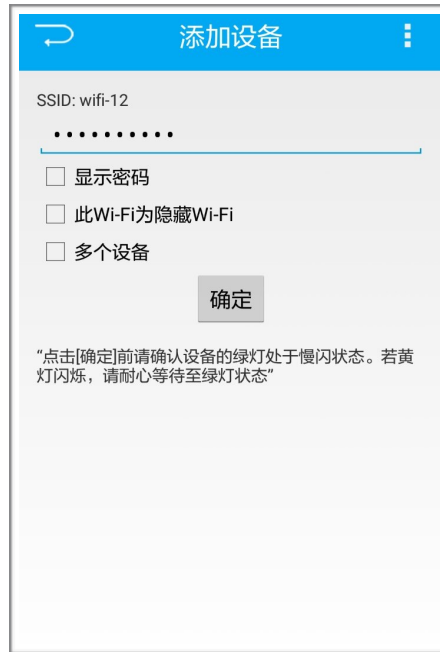 添加设备
SSID: wifi-12
••••••••••
显示密码
此Wi-Fi为隐藏Wi-Fi
多个设备
确定
“点击[确定]前请确认设备的绿灯处于慢闪状态。若黄
灯闪烁，请耐心等待至绿灯状态”